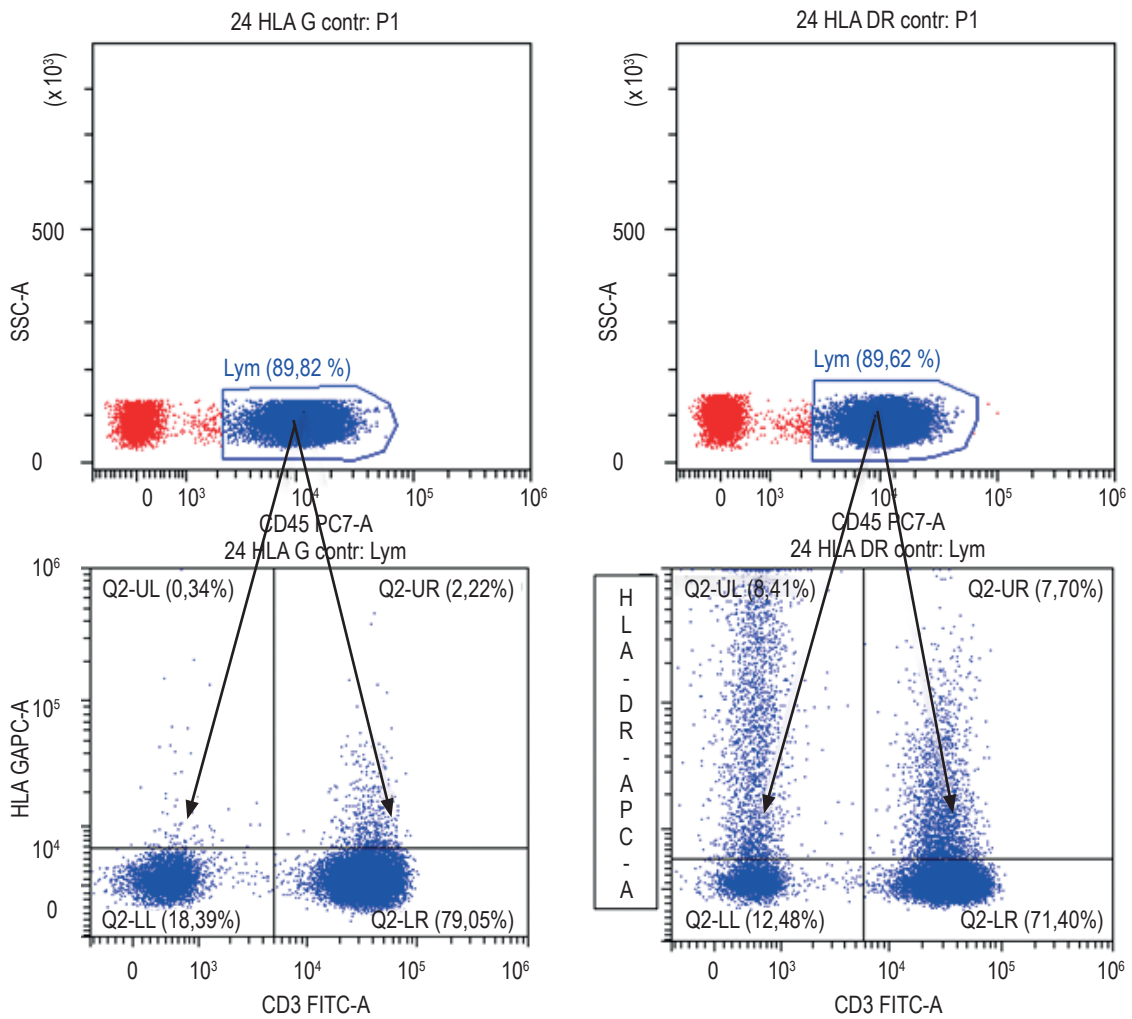 24 HLA G contr: P1
(x 10³)
500
0
SSC-A
Lym (89,82 %)
0 10³ 10⁴ 10⁵ 10⁶
CD45 PC7-A
24 HLA DR contr: P1
(x 10³)
500
0
SSC-A
Lym (89,62 %)
0 10³ 10⁴ 10⁵ 10⁶
CD45 PC7-A
24 HLA G contr: Lym
10⁶
10⁵
10⁴
0
HLA GAPC-A
Q2-UL (0,34%) Q2-UR (2,22%)
Q2-LL (18,39%) Q2-LR (79,05%)
0 10³ 10⁴ 10⁵ 10⁶
CD3 FITC-A
24 HLA DR contr: Lym
HLA-DR-APC-A
Q2-UL (8,41%) Q2-UR (7,70%)
Q2-LL (12,48%) Q2-LR (71,40%)
0 10³ 10⁴ 10⁵ 10⁶
CD3 FITC-A